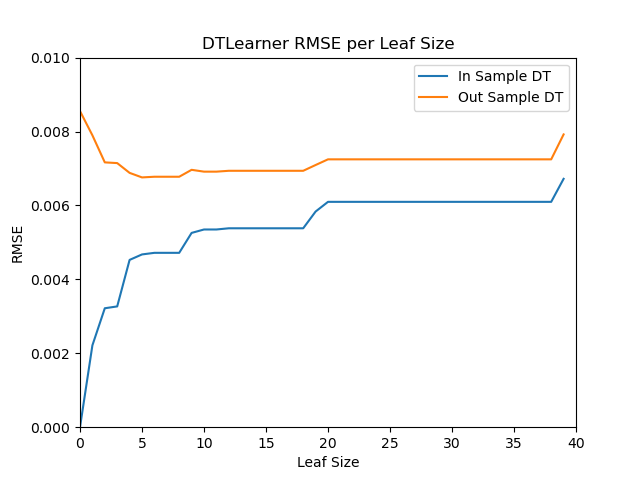 DTLearner RMSE per Leaf Size
0.010
0.008
0.006
0.004
0.002
0.000
RMSE
In Sample DT
Out Sample DT
0 5 10 15 20 25 30 35 40
Leaf Size